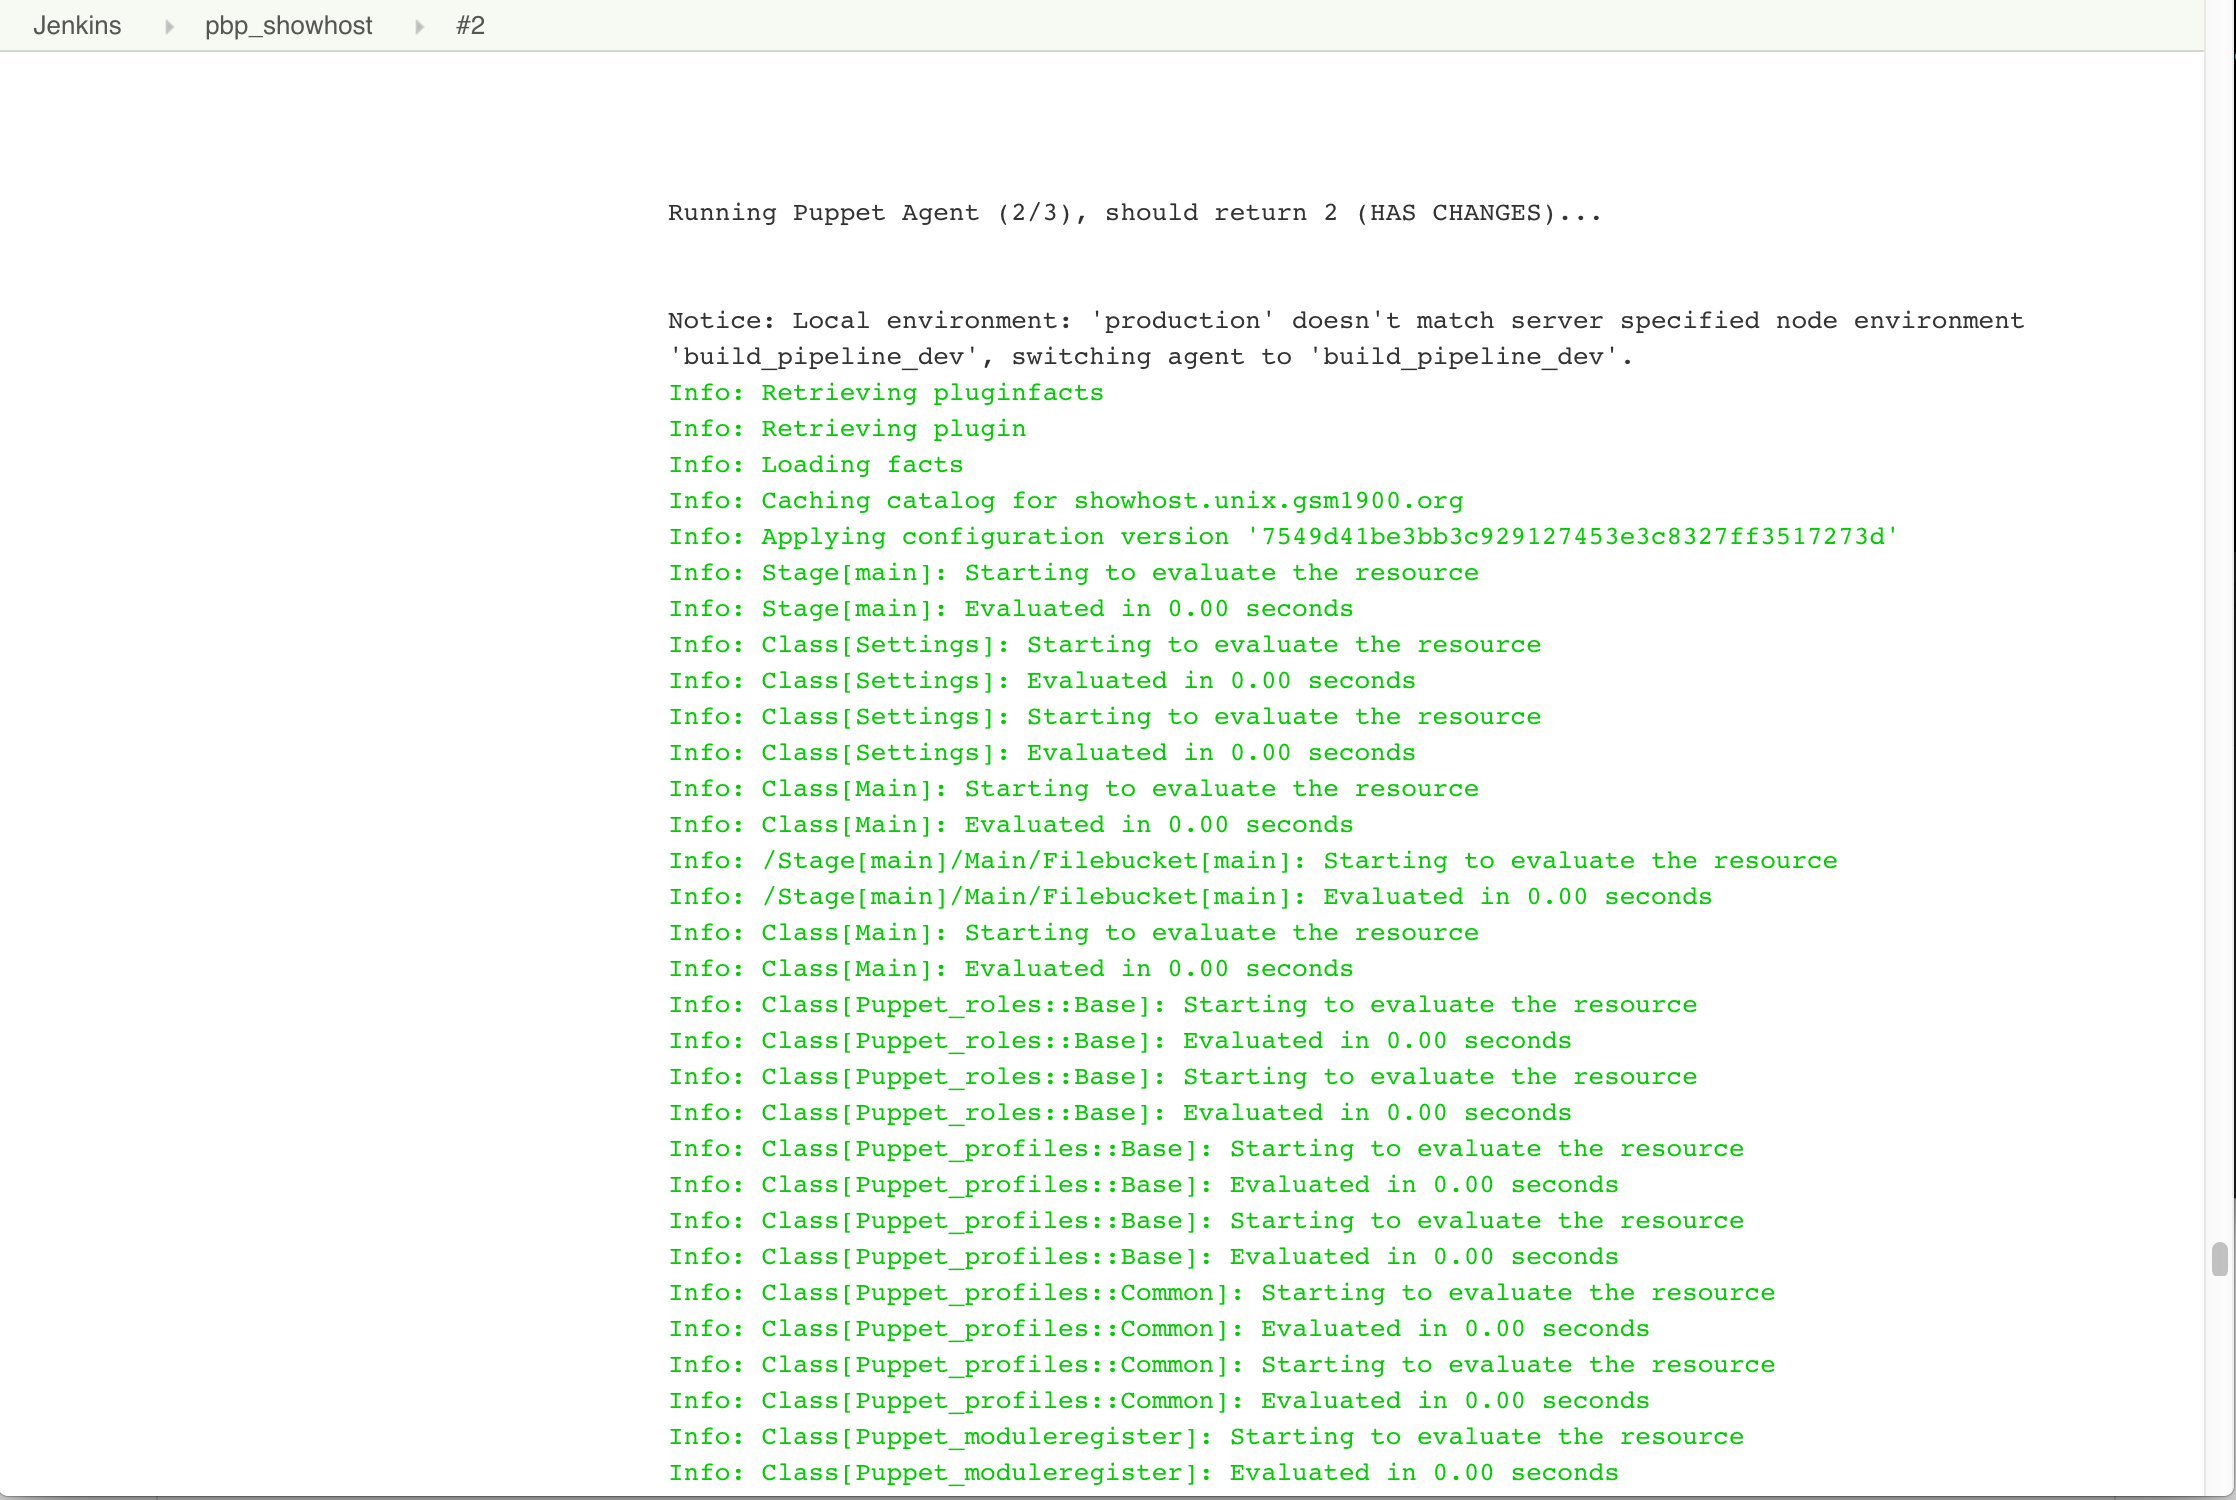 Jenkins pbp_showhost #2
Running Puppet Agent (2/3), should return 2 (HAS CHANGES)...
Notice: Local environment: 'production' doesn't match server specified node environment
'build_pipeline_dev', switching agent to 'build_pipeline_dev'.
Info: Retrieving pluginfacts
Info: Retrieving plugin
Info: Loading facts
Info: Caching catalog for showhost.unix.gsm1900.org
Info: Applying configuration version '7549d41be3bb3c929127453e3c8327ff3517273d'
Info: Stage[main]: Starting to evaluate the resource
Info: Stage[main]: Evaluated in 0.00 seconds
Info: Class[Settings]: Starting to evaluate the resource
Info: Class[Settings]: Evaluated in 0.00 seconds
Info: Class[Settings]: Starting to evaluate the resource
Info: Class[Settings]: Evaluated in 0.00 seconds
Info: Class[Main]: Starting to evaluate the resource
Info: Class[Main]: Evaluated in 0.00 seconds
Info: /Stage[main]/Main/Filebucket[main]: Starting to evaluate the resource
Info: /Stage[main]/Main/Filebucket[main]: Evaluated in 0.00 seconds
Info: Class[Main]: Starting to evaluate the resource
Info: Class[Main]: Evaluated in 0.00 seconds
Info: Class[Puppet_roles::Base]: Starting to evaluate the resource
Info: Class[Puppet_roles::Base]: Evaluated in 0.00 seconds
Info: Class[Puppet_roles::Base]: Starting to evaluate the resource
Info: Class[Puppet_roles::Base]: Evaluated in 0.00 seconds
Info: Class[Puppet_profiles::Base]: Starting to evaluate the resource
Info: Class[Puppet_profiles::Base]: Evaluated in 0.00 seconds
Info: Class[Puppet_profiles::Base]: Starting to evaluate the resource
Info: Class[Puppet_profiles::Base]: Evaluated in 0.00 seconds
Info: Class[Puppet_profiles::Common]: Starting to evaluate the resource
Info: Class[Puppet_profiles::Common]: Evaluated in 0.00 seconds
Info: Class[Puppet_profiles::Common]: Starting to evaluate the resource
Info: Class[Puppet_profiles::Common]: Evaluated in 0.00 seconds
Info: Class[Puppet_moduleregister]: Starting to evaluate the resource
Info: Class[Puppet_moduleregister]: Evaluated in 0.00 seconds